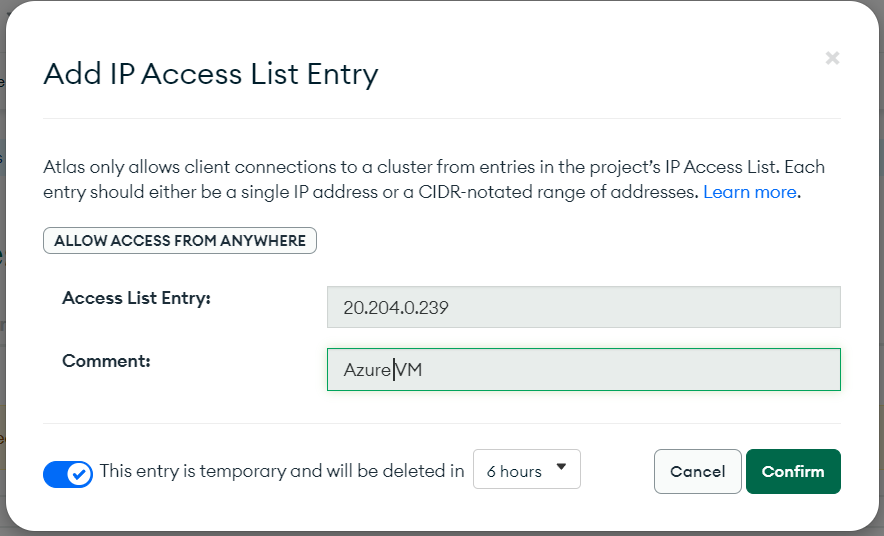 Add IP Access List Entry
×
Atlas only allows client connections to a cluster from entries in the project's IP Access List. Each
entry should either be a single IP address or a CIDR-notated range of addresses. Learn more.
ALLOW ACCESS FROM ANYWHERE
Access List Entry: 20.204.0.239
Comment: Azure VM
This entry is temporary and will be deleted in 6 hours Cancel Confirm